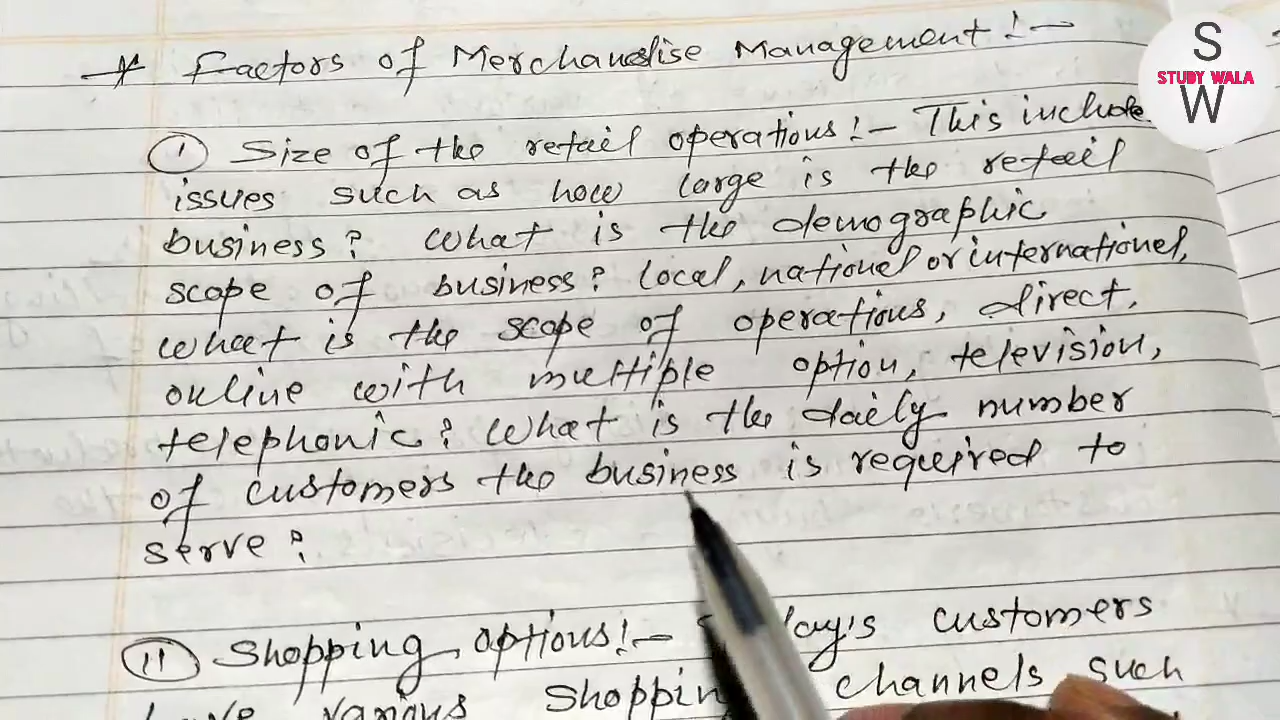 * Factors of Merchandise Management!-
S
STUDY WALA
W
(i) Size of the retail operations!- This include
issues such as how large is the retail
business? What is the demographic
scope of business? local, national or international,
what is the scope of operations, direct,
online with multiple option, television,
telephonic? What is the daily number
of customers the business is required to
serve?
(ii) Shopping options!- customers
various Shopping channels such